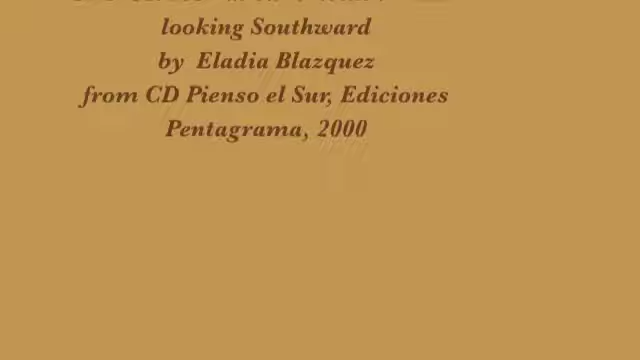 looking Southward
by Eladia Blazquez
from CD Pienso el Sur, Ediciones
Pentagrama, 2000